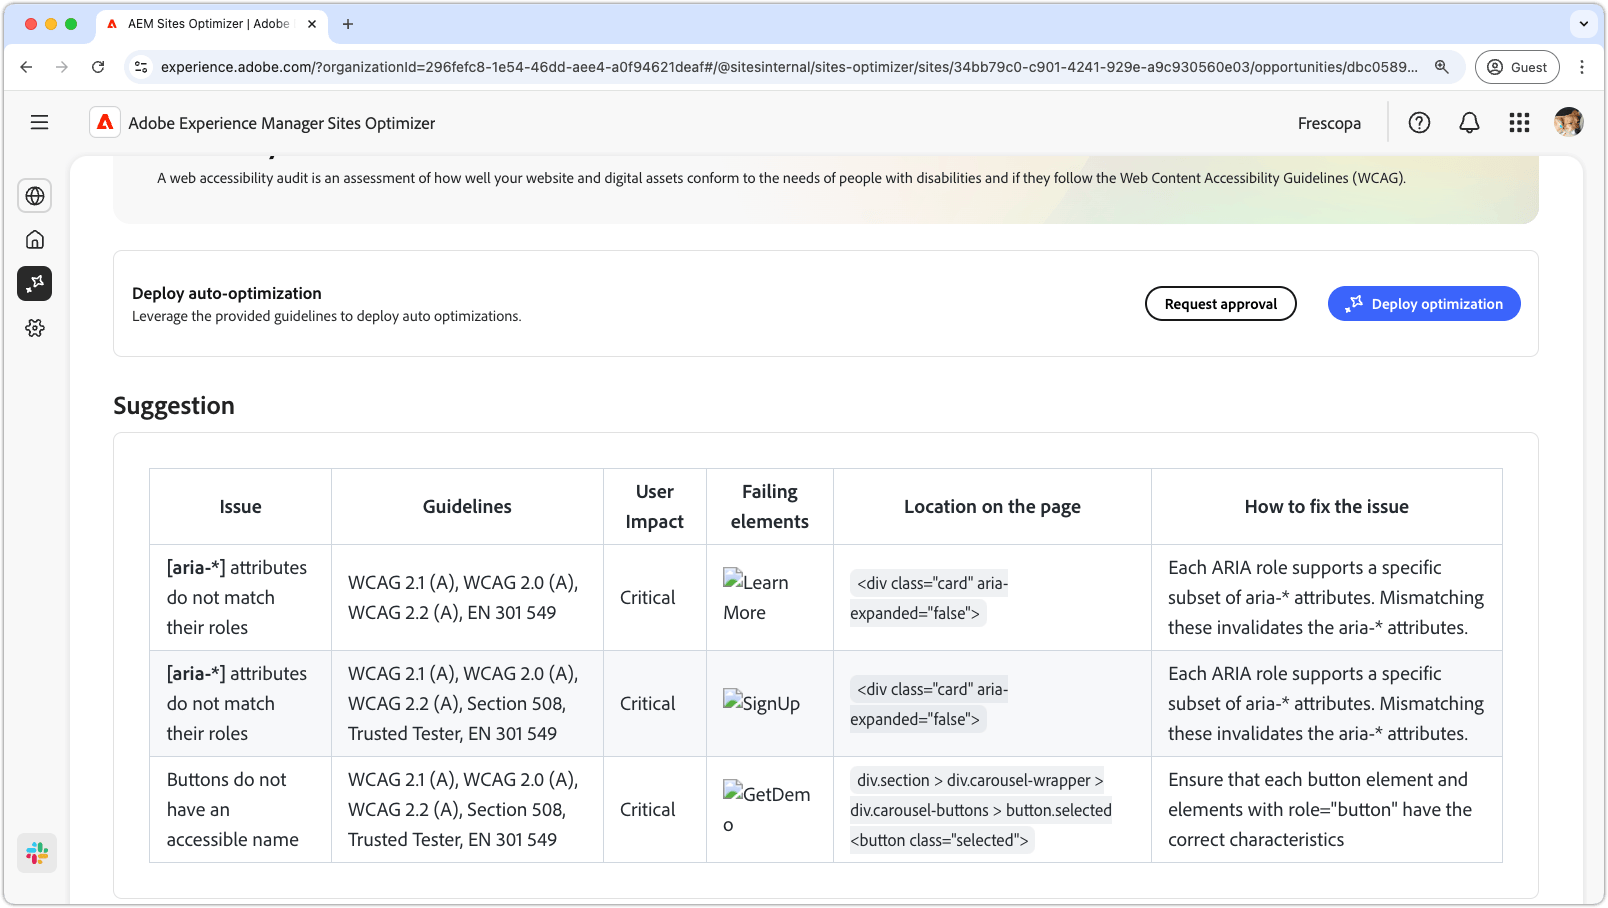 AEM Sites Optimizer | Adobe
experience.adobe.com/?organizationId=296fefc8-1e54-46dd-aee4-a0f94621deaf#/@sitesinternal/sites-optimizer/sites/34bb79c0-c901-4241-929e-a9c930560e03/opportunities/dbc0589...
Guest
Adobe Experience Manager Sites Optimizer
Frescopa
A web accessibility audit is an assessment of how well your website and digital assets conform to the needs of people with disabilities and if they follow the Web Content Accessibility Guidelines (WCAG).
Deploy auto-optimization
Leverage the provided guidelines to deploy auto optimizations.
Request approval
Deploy optimization
Suggestion
Issue
Guidelines
User
Impact
Failing
elements
Location on the page
How to fix the issue
[aria-*] attributes
do not match
their roles
WCAG 2.1 (A), WCAG 2.0 (A),
WCAG 2.2 (A), EN 301 549
Critical
Learn
More
<div class="card" aria-
expanded="false">
Each ARIA role supports a specific
subset of aria-* attributes. Mismatching
these invalidates the aria-* attributes.
[aria-*] attributes
do not match
their roles
WCAG 2.1 (A), WCAG 2.0 (A),
WCAG 2.2 (A), Section 508,
Trusted Tester, EN 301 549
Critical
SignUp
<div class="card" aria-
expanded="false">
Each ARIA role supports a specific
subset of aria-* attributes. Mismatching
these invalidates the aria-* attributes.
Buttons do not
have an
accessible name
WCAG 2.1 (A), WCAG 2.0 (A),
WCAG 2.2 (A), Section 508,
Trusted Tester, EN 301 549
Critical
GetDem
o
div.section > div.carousel-wrapper >
div.carousel-buttons > button.selected
<button class="selected">
Ensure that each button element and
elements with role="button" have the
correct characteristics